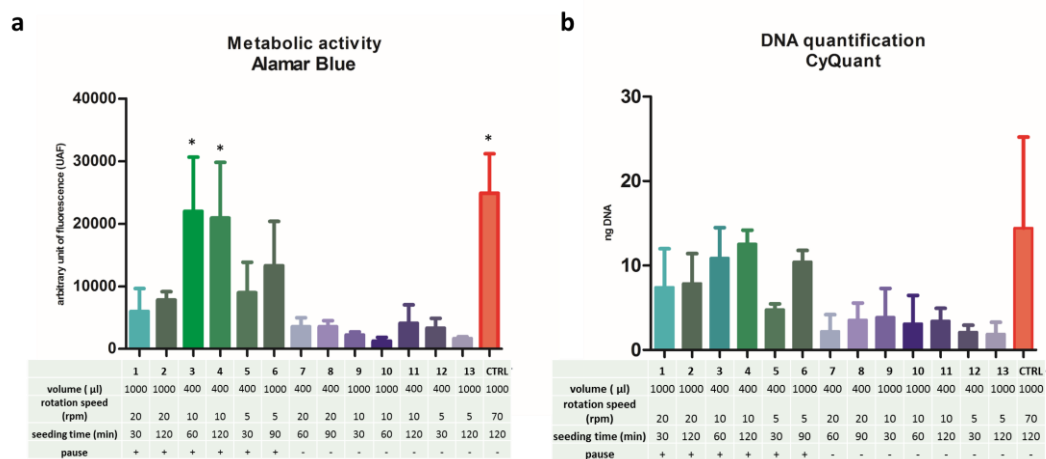 a
Metabolic activity
Alamar Blue
arbitrary unit of fluorescence (UAF)
40000
30000
20000
10000
0
* * *
1 2 3 4 5 6 7 8 9 10 11 12 13 CTRL
volume ( µl) 1000 1000 400 400 400 1000 400 400 1000 1000 400 400 1000 1000
rotation speed
(rpm) 20 20 10 10 5 5 20 20 10 10 10 5 5 70
seeding time (min) 30 120 60 120 30 90 60 90 30 60 120 30 120 120
pause + + + + + + - - - - - - - -
b
DNA quantification
CyQuant
ng DNA
30
20
10
0
1 2 3 4 5 6 7 8 9 10 11 12 13 CTRL
volume ( µl) 1000 1000 400 400 400 1000 400 400 1000 1000 400 400 1000 1000
rotation speed
(rpm) 20 20 10 10 5 5 20 20 10 10 10 5 5 70
seeding time (min) 30 120 60 120 30 90 60 90 30 60 120 30 120 120
pause + + + + + + - - - - - - - -